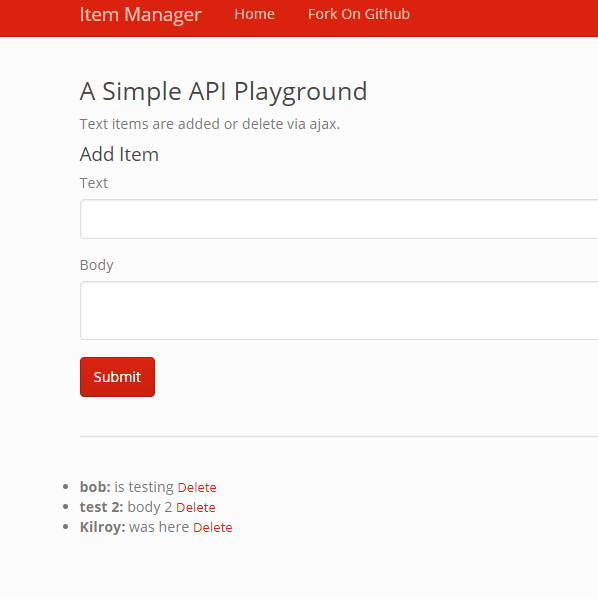 Item Manager Home Fork On Github
A Simple API Playground
Text items are added or delete via ajax.
Add Item
Text
Body
Submit
bob: is testing Delete
test 2: body 2 Delete
Kilroy: was here Delete